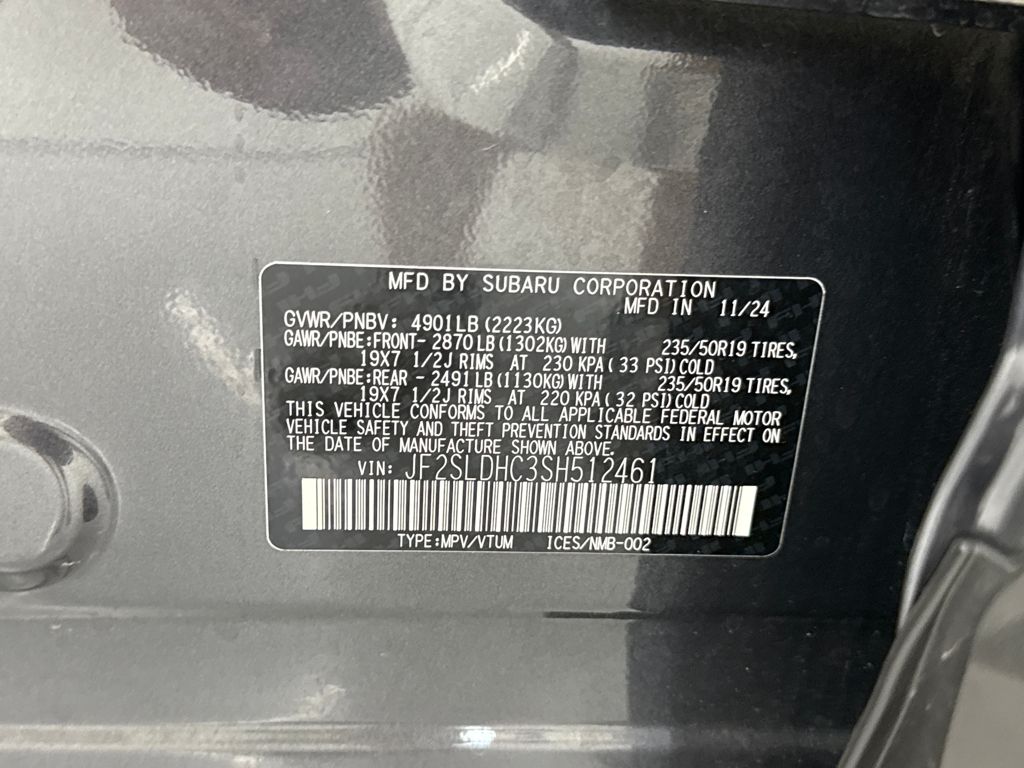 MFD BY SUBARU CORPORATION
MFD IN 11/24
GVWR/PNBV: 4901LB (2223KG)
GAWR/PNBE:FRONT- 2870LB (1302KG) WITH 235/50R19 TIRES,
19X7 1/2J RIMS AT 230 KPA ( 33 PSI) COLD
GAWR/PNBE:REAR - 2491LB (1130KG) WITH 235/50R19 TIRES,
19X7 1/2J RIMS AT 220 KPA ( 32 PSI) COLD
THIS VEHICLE CONFORMS TO ALL APPLICABLE FEDERAL MOTOR
VEHICLE SAFETY AND THEFT PREVENTION STANDARDS IN EFFECT ON
THE DATE OF MANUFACTURE SHOWN ABOVE.
VIN: JF2SLDHC3SH512461
TYPE:MPV/VTUM ICES/NMB-002